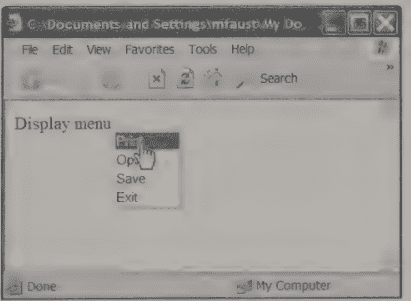 C:\Documents and Settings\mfaust\My Do
File Edit View Favorites Tools Help
»
Search
Display menu
Save
Exit
Done My Computer